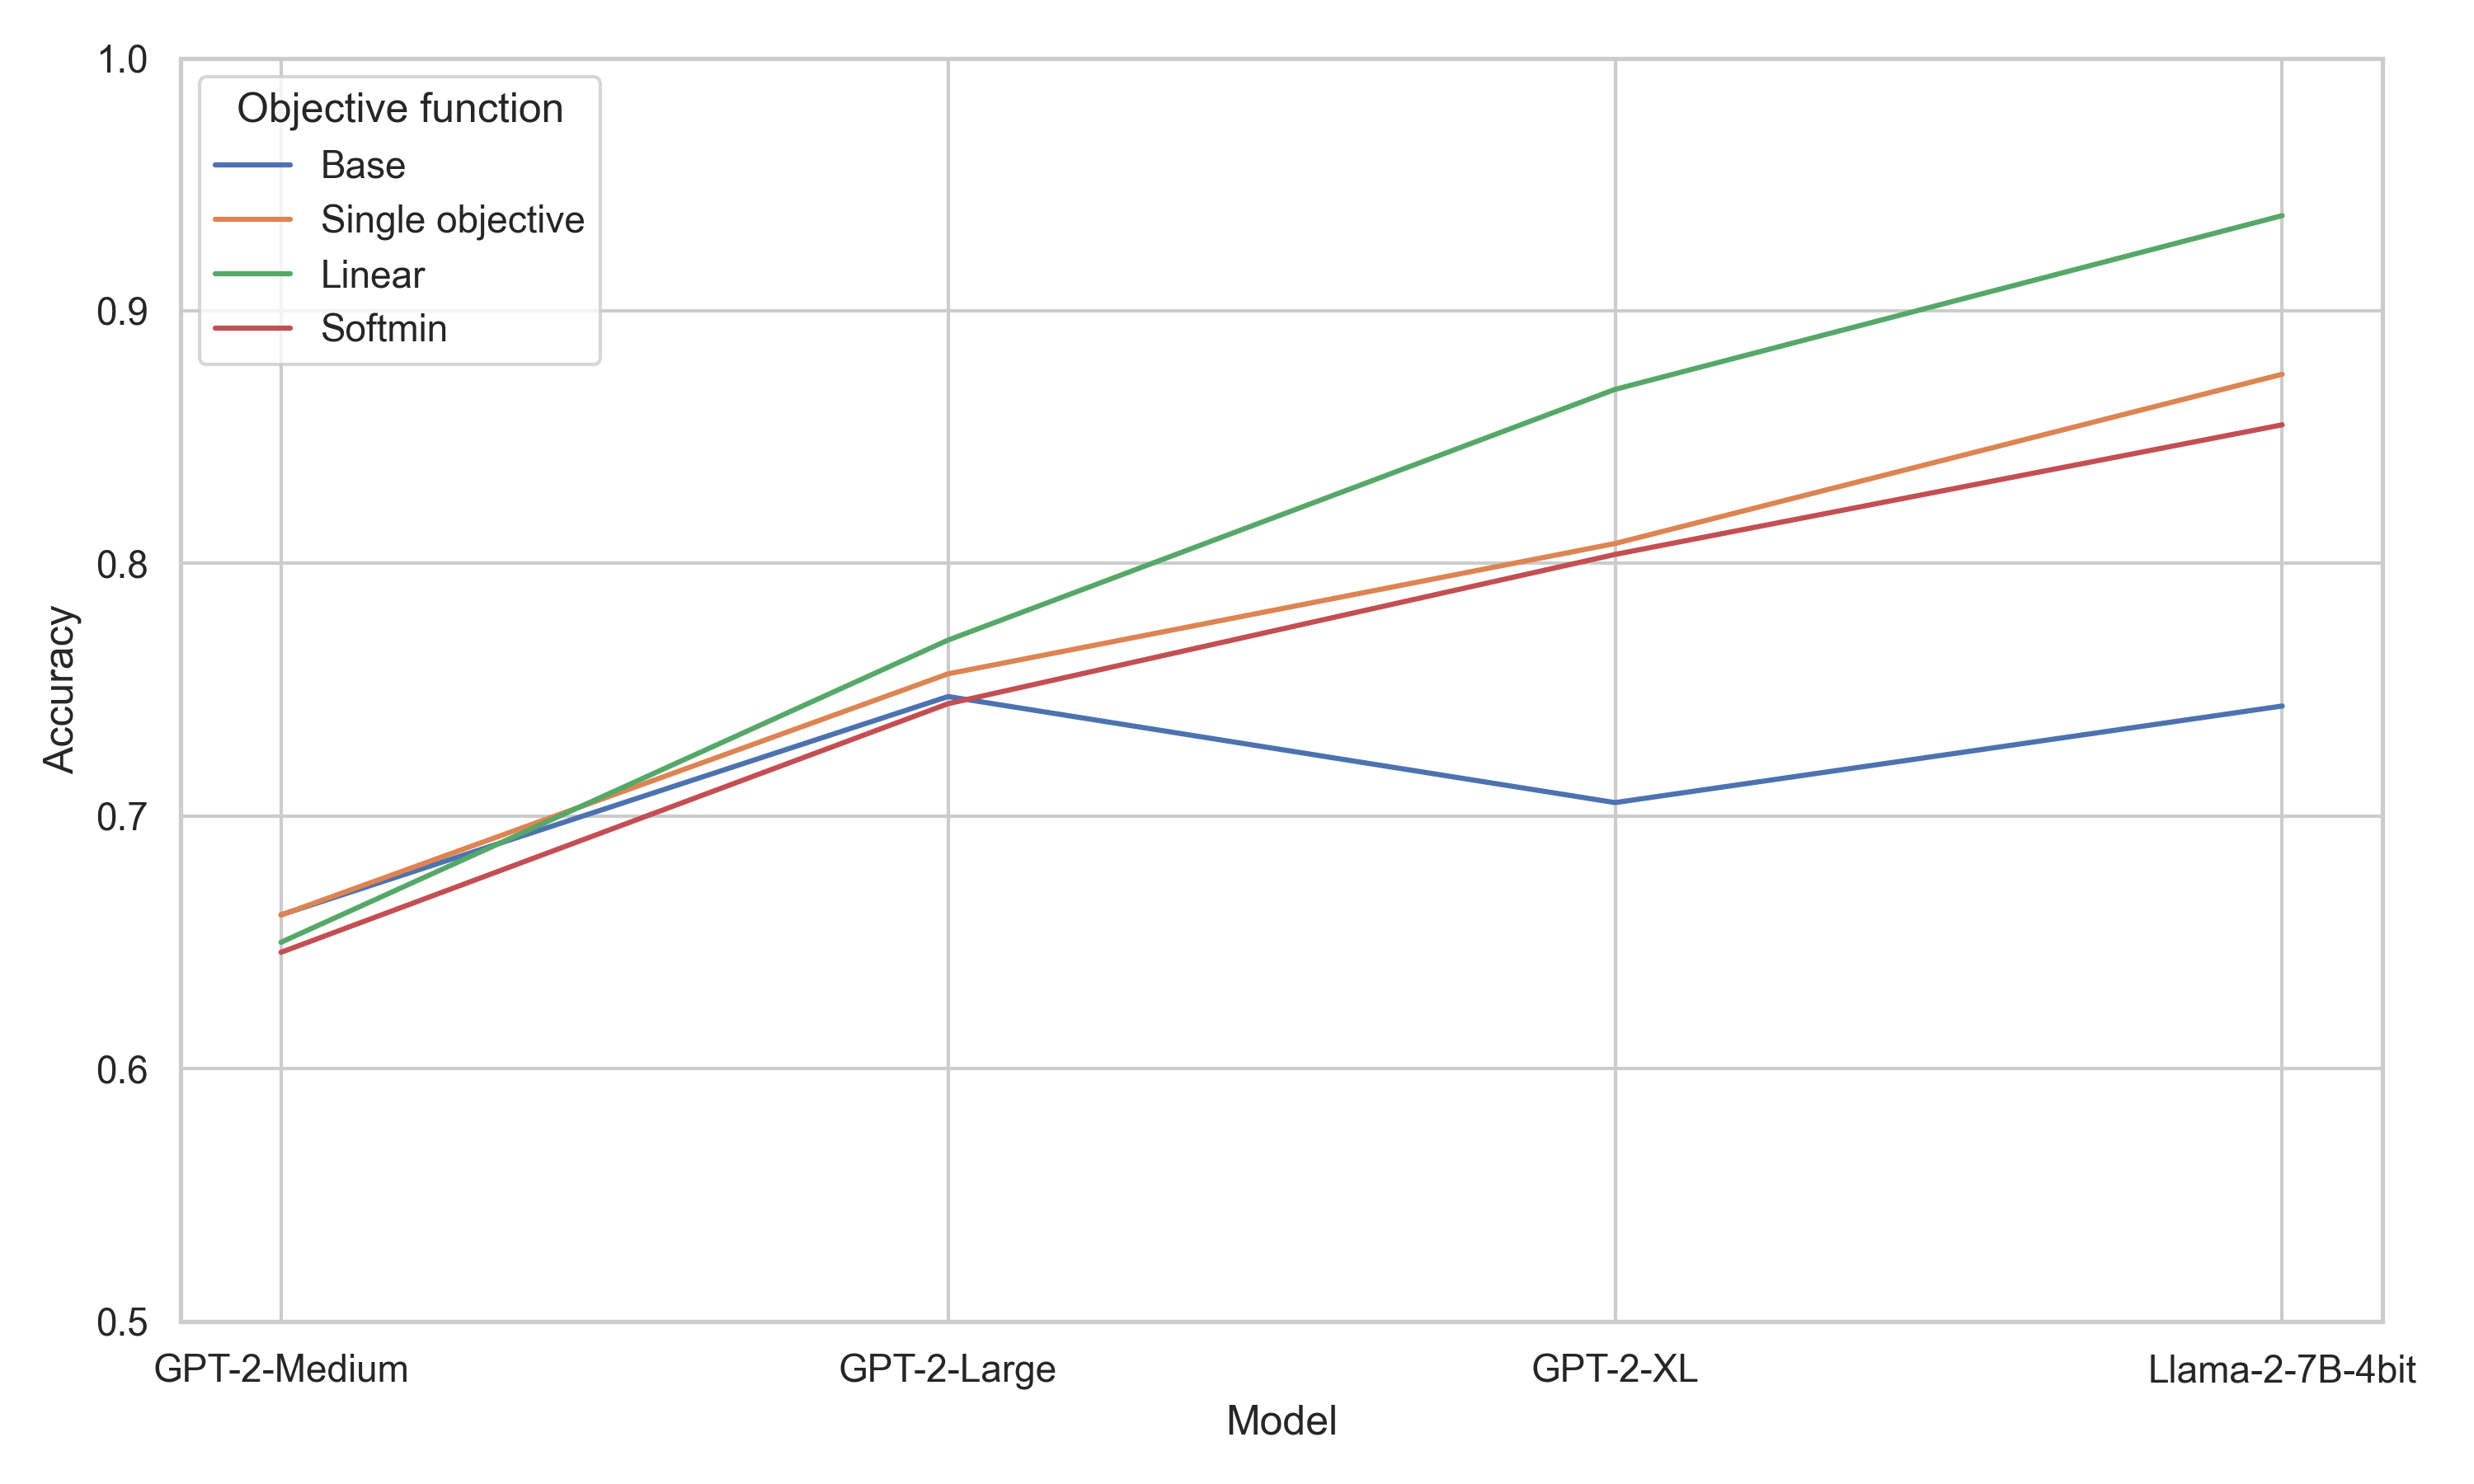 Objective function
Base
Single objective
Linear
Softmin
1.0
0.9
0.8
0.7
0.6
0.5
Accuracy
GPT-2-Medium
GPT-2-Large
GPT-2-XL
Llama-2-7B-4bit
Model